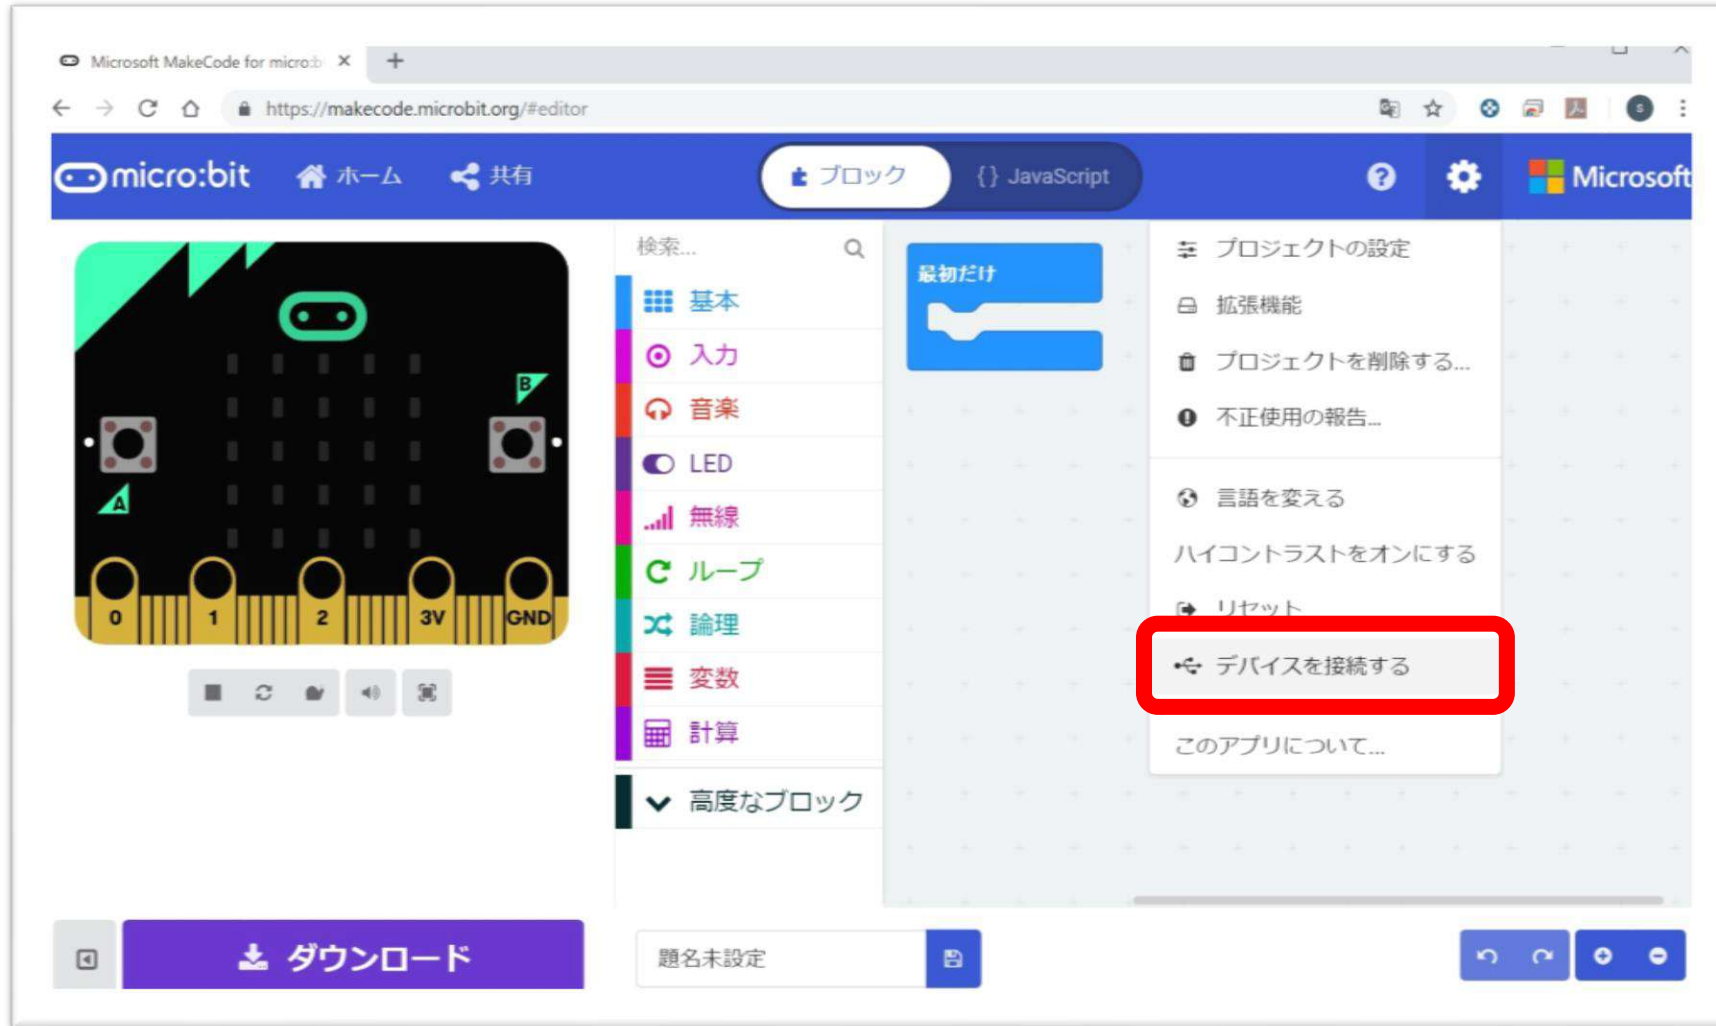 Microsoft MakeCode for micro:b
https://makecode.microbit.org/#editor
S
micro:bit ホーム 共有 ブロック {} JavaScript ? Microsoft
検索...
基本
入力
音楽
LED
無線
ループ
論理
変数
計算
高度なブロック
最初だけ
プロジェクトの設定
拡張機能
プロジェクトを削除する...
不正使用の報告...
言語を変える
ハイコントラストをオンにする
リセット
デバイスを接続する
このアプリについて...
B
A
0 1 2 3V GND
ダウンロード
題名未設定